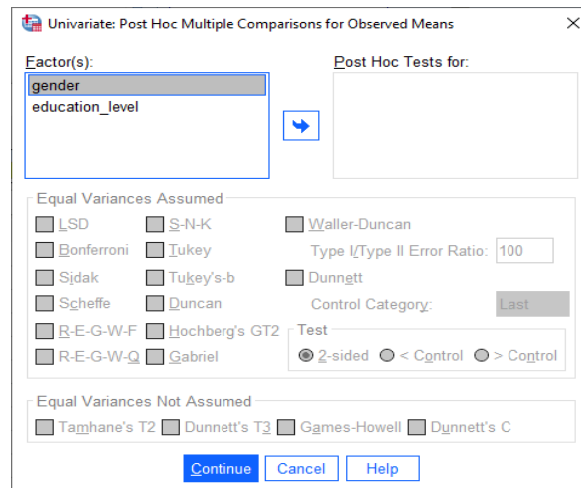 Univariate: Post Hoc Multiple Comparisons for Observed Means
Factor(s):
Post Hoc Tests for:
gender
education_level
Equal Variances Assumed
LSD S-N-K Waller-Duncan
Bonferroni Tukey Type I/Type II Error Ratio: 100
Sidak Tukey's-b Dunnett
Scheffe Duncan Control Category: Last
R-E-G-W-F Hochberg's GT2 Test
R-E-G-W-Q Gabriel 2-sided < Control > Control
Equal Variances Not Assumed
Tamhane's T2 Dunnett's T3 Games-Howell Dunnett's C
Continue Cancel Help